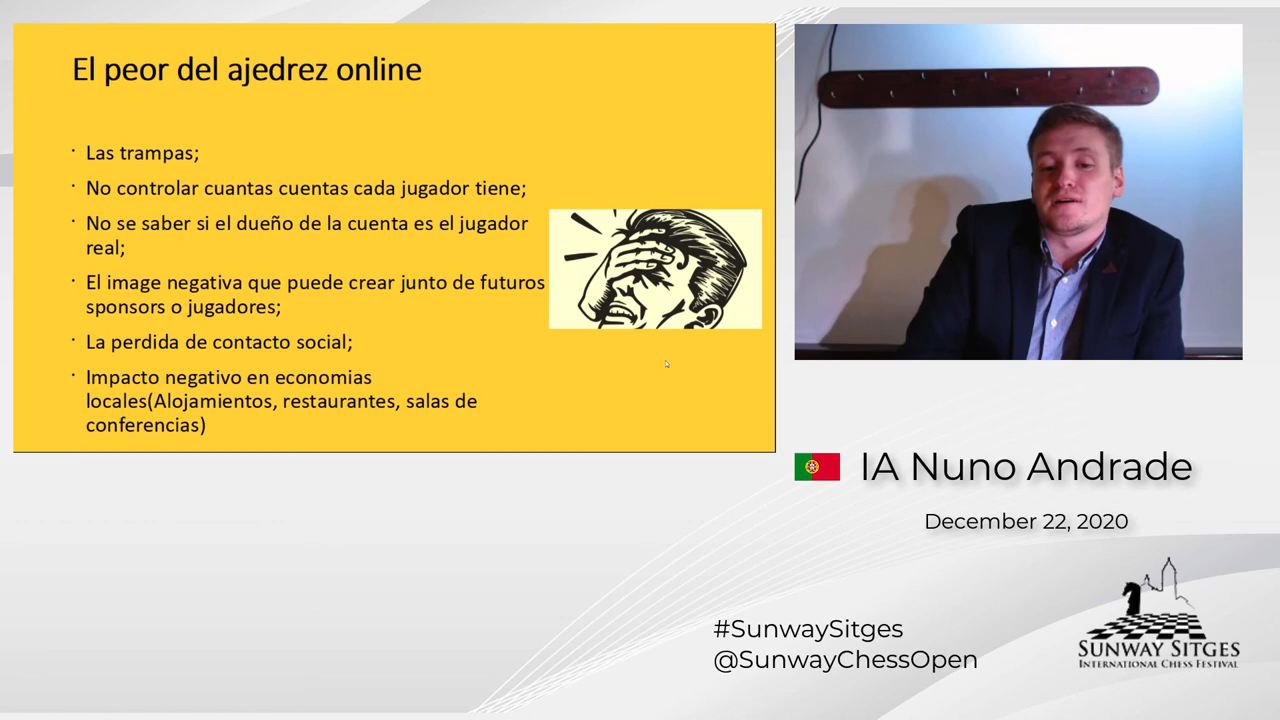 El peor del ajedrez online
· Las trampas;
· No controlar cuantas cuentas cada jugador tiene;
· No se saber si el dueño de la cuenta es el jugador
real;
· El image negativa que puede crear junto de futuros
sponsors o jugadores;
· La perdida de contacto social;
· Impacto negativo en economias
locales(Alojamientos, restaurantes, salas de
conferencias)
IA Nuno Andrade
December 22, 2020
#SunwaySitges
@SunwayChessOpen
SUNWAY SITGES
INTERNATIONAL CHESS FESTIVAL